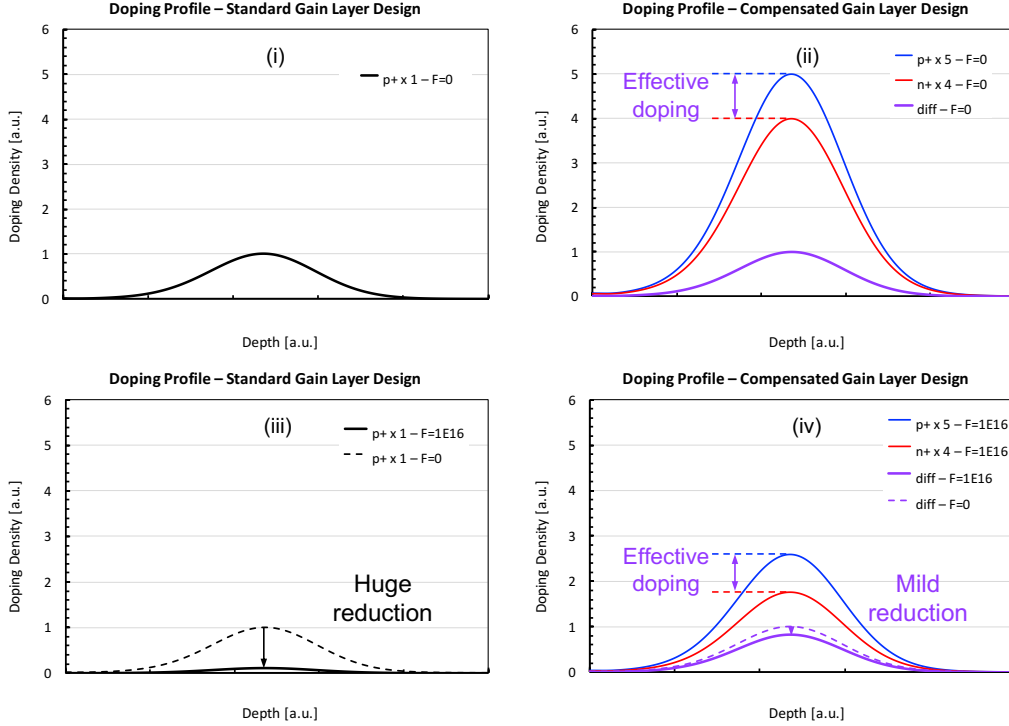 Doping Profile – Standard Gain Layer Design
6
5
4
3
2
1
0
Doping Density [a.u.]
Depth [a.u.]
(i)
p+ x 1 – F=0
Doping Profile – Compensated Gain Layer Design
6
5
4
3
2
1
0
Doping Density [a.u.]
Depth [a.u.]
(ii)
Effective
doping
p+ x 5 – F=0
n+ x 4 – F=0
diff – F=0
Doping Profile – Standard Gain Layer Design
6
5
4
3
2
1
0
Doping Density [a.u.]
Depth [a.u.]
(iii)
p+ x 1 – F=1E16
p+ x 1 – F=0
Huge
reduction
Doping Profile – Compensated Gain Layer Design
6
5
4
3
2
1
0
Doping Density [a.u.]
Depth [a.u.]
(iv)
p+ x 5 – F=1E16
n+ x 4 – F=1E16
diff – F=1E16
diff – F=0
Effective
doping
Mild
reduction